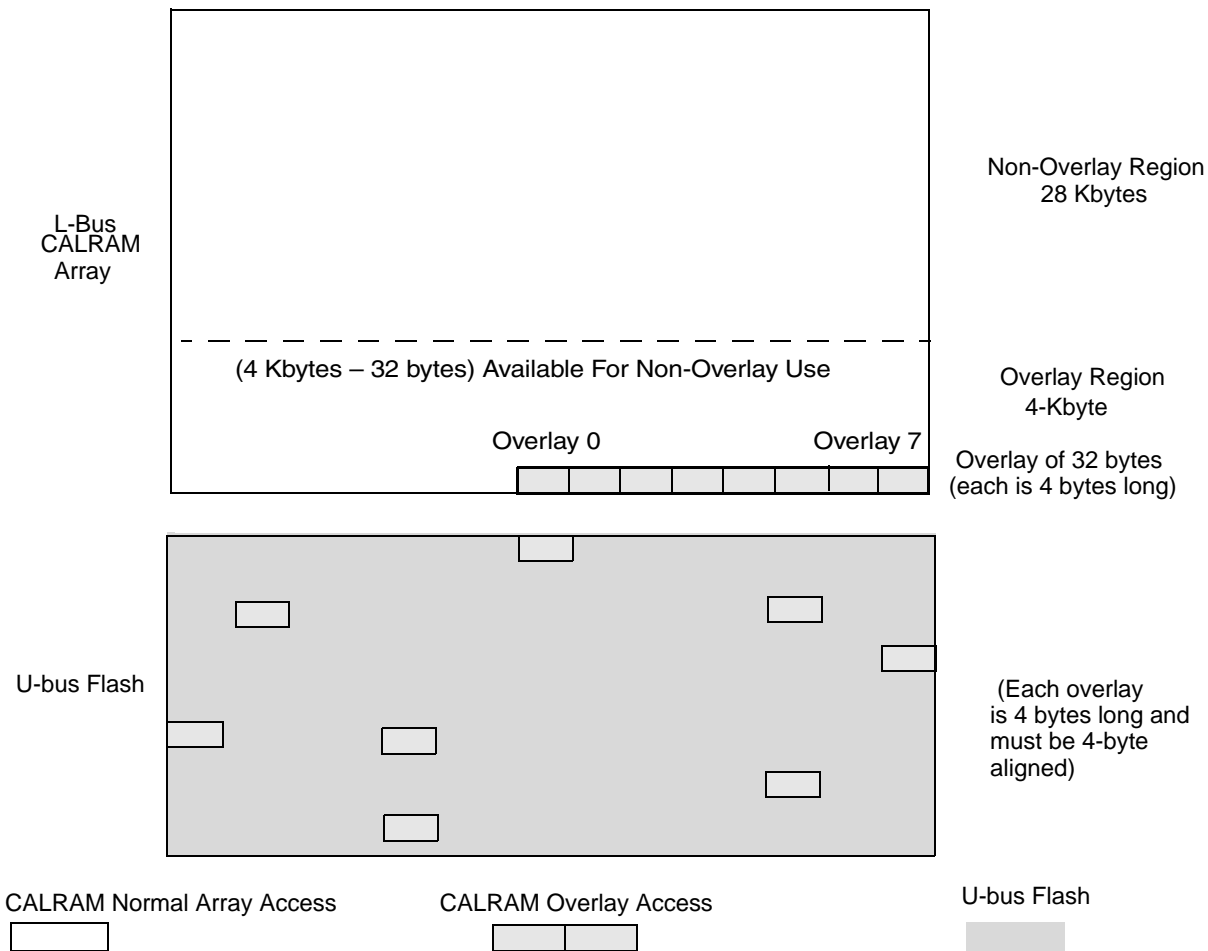 Non-Overlay Region
28 Kbytes
L-Bus
CALRAM
Array
(4 Kbytes – 32 bytes) Available For Non-Overlay Use
Overlay Region
4-Kbyte
Overlay 0
Overlay 7
Overlay of 32 bytes
(each is 4 bytes long)
U-bus Flash
(Each overlay
is 4 bytes long and
must be 4-byte
aligned)
CALRAM Normal Array Access
CALRAM Overlay Access
U-bus Flash